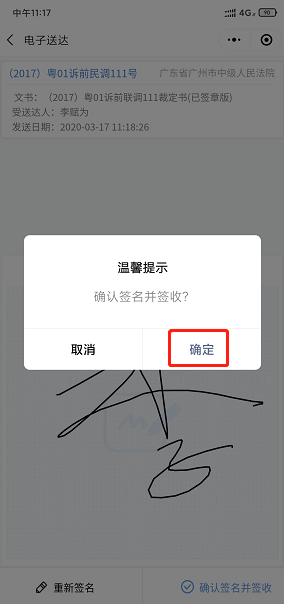 中午11:17
4G 90
电子送达
（2017）粤01诉前民调111号 广东省广州市中级人民法院
文书：（2017）粤01诉前联调111裁定书(已签章版)
受送达人：李赋为
发送日期：2020-03-17 11:18:26
温馨提示
确认签名并签收?
取消 确定
重新签名 确认签名并签收